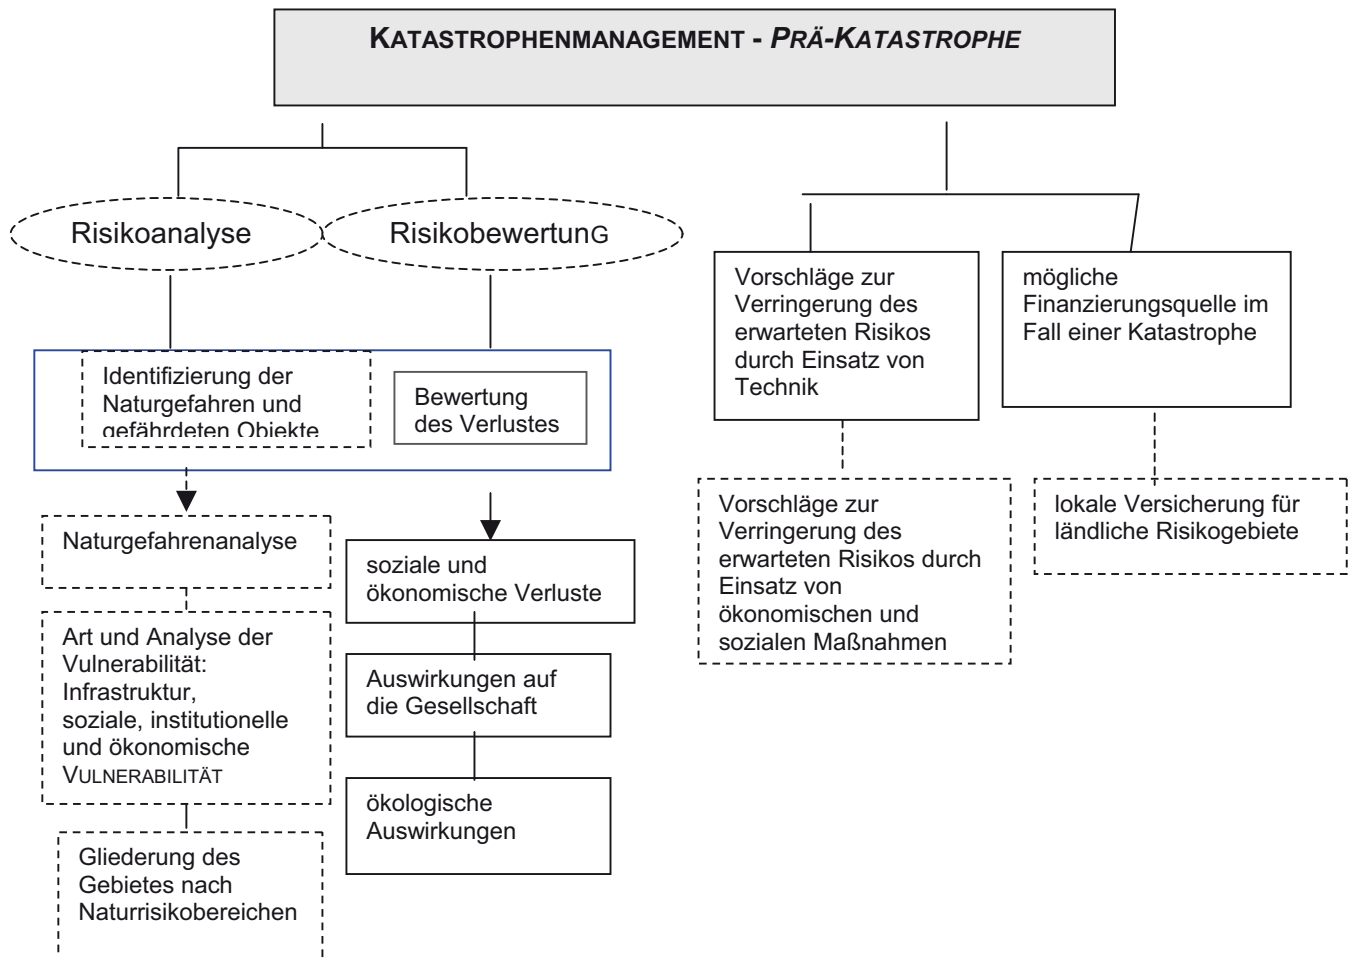 KATASTROPHENMANAGEMENT - PRÄ-KATASTROPHE
Risikoanalyse
RisikobewertunG
Identifizierung der
Naturgefahren und
gefährdeten Objekte
Bewertung
des Verlustes
Naturgefahrenanalyse
Art und Analyse der
Vulnerabilität:
Infrastruktur,
soziale, institutionelle
und ökonomische
VULNERABILITÄT
Gliederung des
Gebietes nach
Naturrisikobereichen
soziale und
ökonomische Verluste
Auswirkungen auf
die Gesellschaft
ökologische
Auswirkungen
Vorschläge zur
Verringerung des
erwarteten Risikos
durch Einsatz von
Technik
Vorschläge zur
Verringerung des
erwarteten Risikos durch
Einsatz von
ökonomischen und
sozialen Maßnahmen
mögliche
Finanzierungsquelle im
Fall einer Katastrophe
lokale Versicherung für
ländliche Risikogebiete